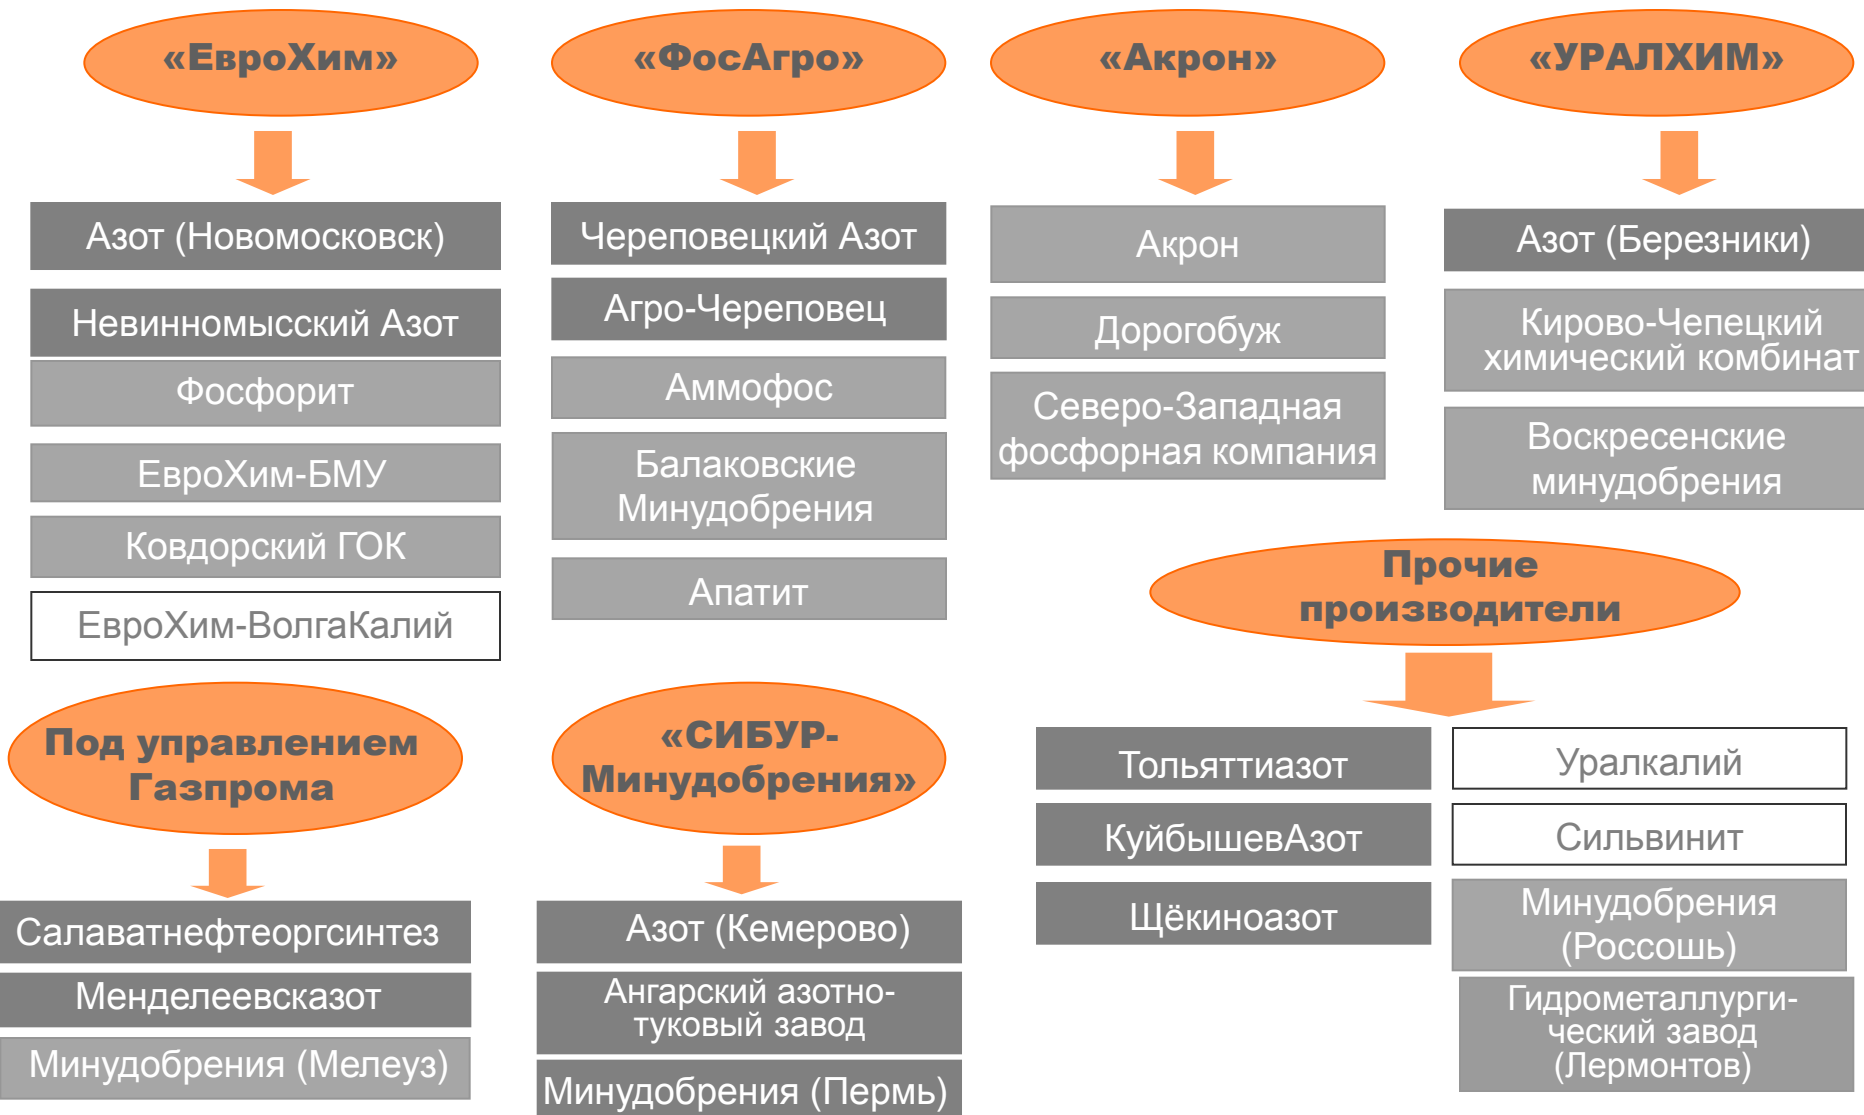 «ЕвроХим»
Азот (Новомосковск)
Невинномысский Азот
Фосфорит
ЕвроХим-БМУ
Ковдорский ГОК
ЕвроХим-ВолгаКалий
«ФосАгро»
Череповецкий Азот
Агро-Череповец
Аммофос
Балаковские
Минудобрения
Апатит
«Акрон»
Акрон
Дорогобуж
Северо-Западная
фосфорная компания
«УРАЛХИМ»
Азот (Березники)
Кирово-Чепецкий
химический комбинат
Воскресенские
минудобрения
Под управлением
Газпрома
Салаватнефтеоргсинтез
Менделеевсказот
Минудобрения (Мелеуз)
«СИБУР-
Минудобрения»
Азот (Кемерово)
Ангарский азотно-
туковый завод
Минудобрения (Пермь)
Прочие
производители
Тольяттиазот
КуйбышевАзот
Щёкиноазот
Уралкалий
Сильвинит
Минудобрения
(Россошь)
Гидрометаллурги-
ческий завод
(Лермонтов)